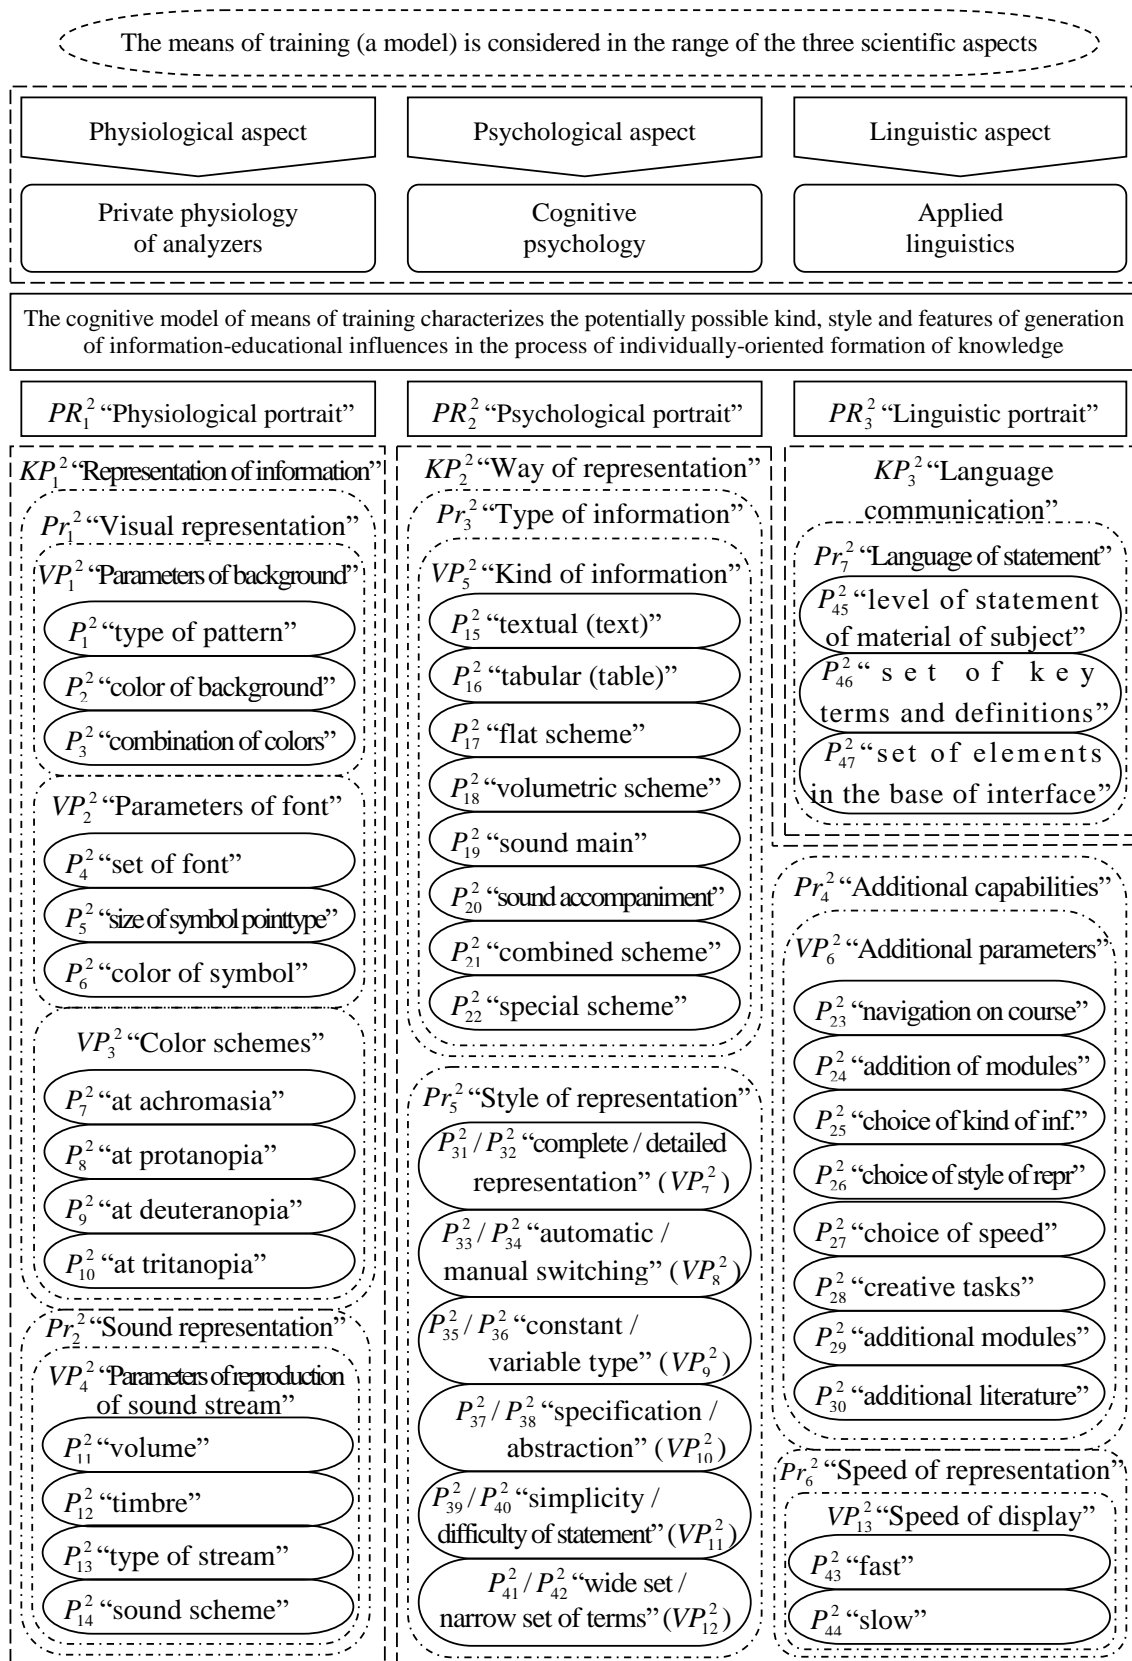 The means of training (a model) is considered in the range of the three scientific aspects
Physiological aspect
Psychological aspect
Linguistic aspect
Private physiology
of analyzers
Cognitive
psychology
Applied
linguistics
The cognitive model of means of training characterizes the potentially possible kind, style and features of generation
of information-educational influences in the process of individually-oriented formation of knowledge
PR₁² “Physiological portrait”
PR₂² “Psychological portrait”
PR₃² “Linguistic portrait”
KP₁² “Representation of information”
Pr₁² “Visual representation”
VP₁² “Parameters of background”
P₁² “type of pattern”
P₂² “color of background”
P₃² “combination of colors”
VP₂² “Parameters of font”
P₄² “set of font”
P₅² “size of symbol pointtype”
P₆² “color of symbol”
VP₃² “Color schemes”
P₇² “at achromasia”
P₈² “at protanopia”
P₉² “at deuteranopia”
P₁₀² “at tritanopia”
Pr₂² “Sound representation”
VP₄² “Parameters of reproduction
of sound stream”
P₁₁² “volume”
P₁₂² “timbre”
P₁₃² “type of stream”
P₁₄² “sound scheme”
KP₂² “Way of representation”
Pr₃² “Type of information”
VP₅² “Kind of information”
P₁₅² “textual (text)”
P₁₆² “tabular (table)”
P₁₇² “flat scheme”
P₁₈² “volumetric scheme”
P₁₉² “sound main”
P₂₀² “sound accompaniment”
P₂₁² “combined scheme”
P₂₂² “special scheme”
Pr₅² “Style of representation”
P₃₁² / P₃₂² “complete / detailed
representation” (VP₇²)
P₃₃² / P₃₄² “automatic /
manual switching” (VP₈²)
P₃₅² / P₃₆² “constant /
variable type” (VP₉²)
P₃₇² / P₃₈² “specification /
abstraction” (VP₁₀²)
P₃₉² / P₄₀² “simplicity /
difficulty of statement” (VP₁₁²)
P₄₁² / P₄₂² “wide set /
narrow set of terms” (VP₁₂²)
KP₃² “Language
communication”
Pr₇² “Language of statement”
P₄₅² “level of statement
of material of subject”
P₄₆² “set of key
terms and definitions”
P₄₇² “set of elements
in the base of interface”
Pr₄² “Additional capabilities”
VP₆² “Additional parameters”
P₂₃² “navigation on course”
P₂₄² “addition of modules”
P₂₅² “choice of kind of inf.”
P₂₆² “choice of style of repr”
P₂₇² “choice of speed”
P₂₈² “creative tasks”
P₂₉² “additional modules”
P₃₀² “additional literature”
Pr₆² “Speed of representation”
VP₁₃² “Speed of display”
P₄₃² “fast”
P₄₄² “slow”